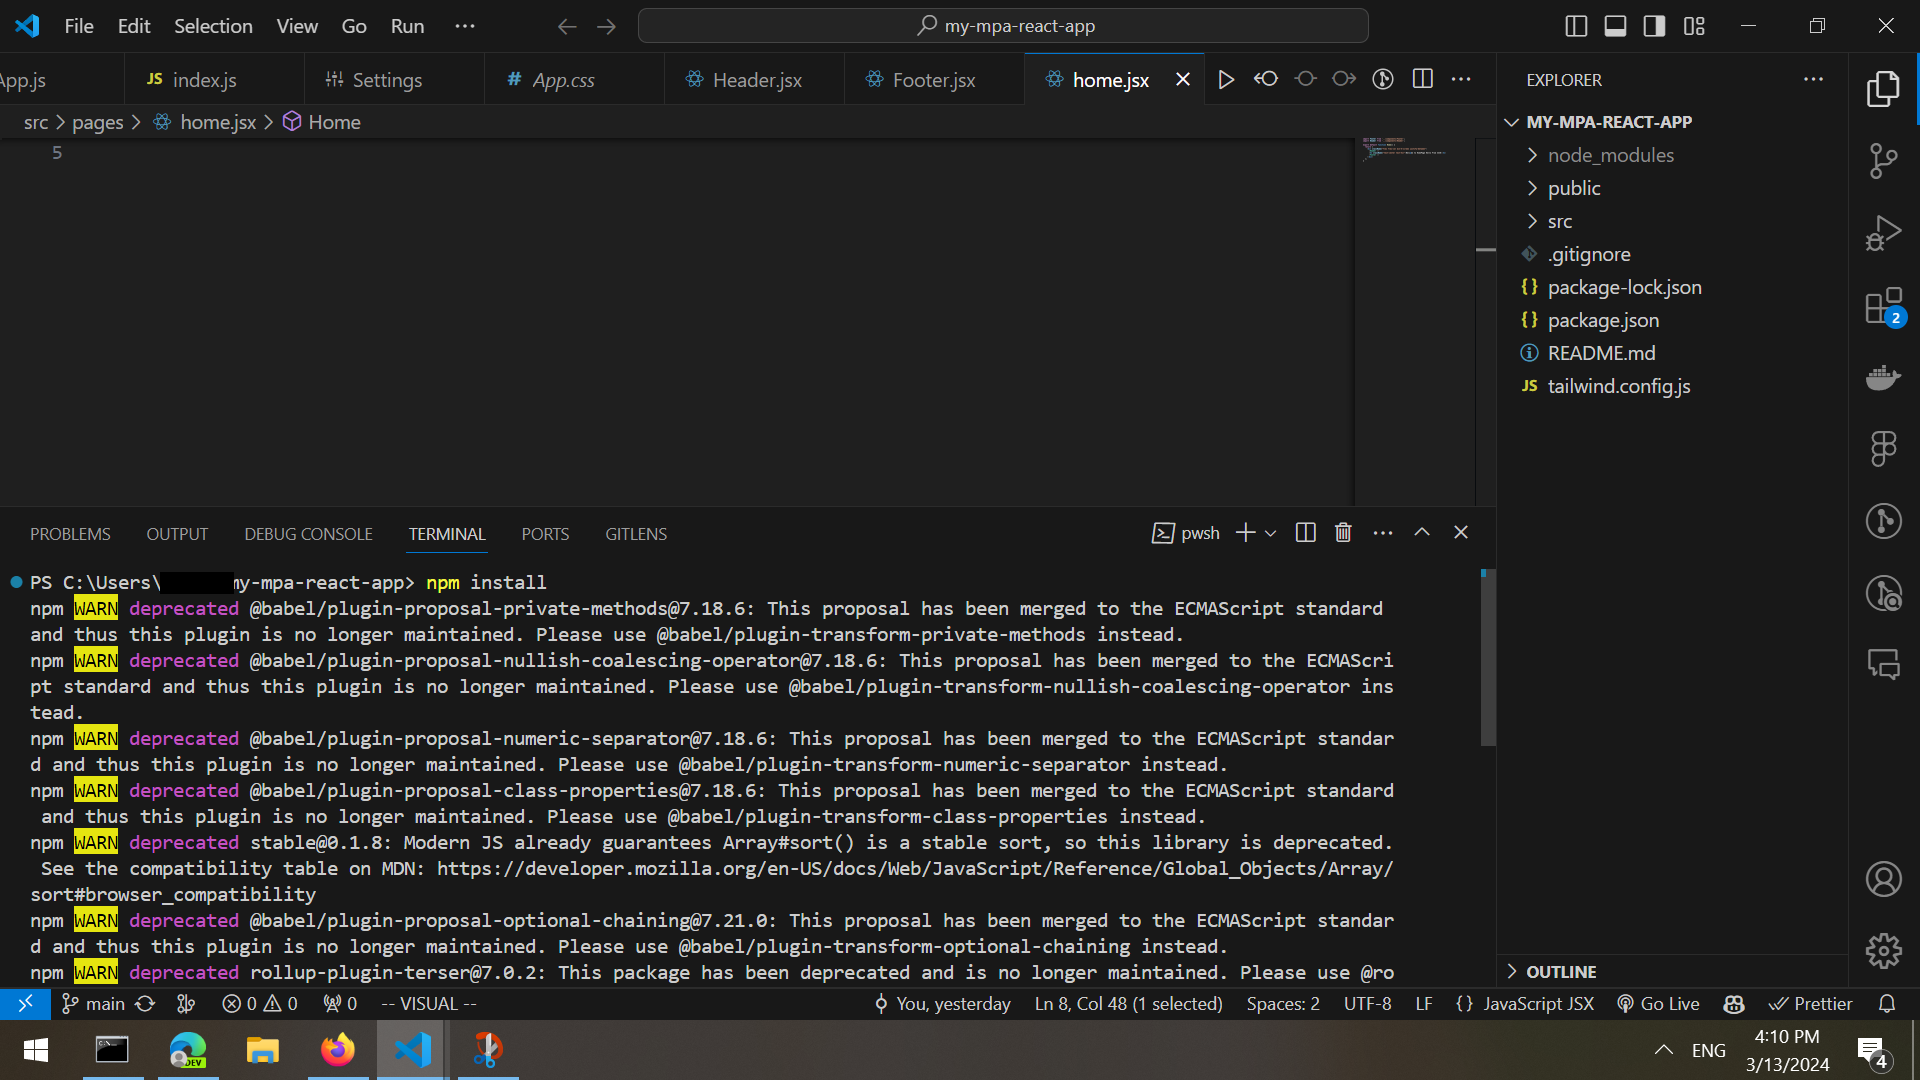 File Edit Selection View Go Run ···
my-mpa-react-app
App.js
JS index.js
Settings
# App.css
Header.jsx
Footer.jsx
home.jsx
src > pages > home.jsx > Home
5
EXPLORER
MY-MPA-REACT-APP
node_modules
public
src
.gitignore
{} package-lock.json
{} package.json
README.md
JS tailwind.config.js
OUTLINE
2
PROBLEMS OUTPUT DEBUG CONSOLE TERMINAL PORTS GITLENS
pwsh
PS C:\Users\ my-mpa-react-app> npm install
npm WARN deprecated @babel/plugin-proposal-private-methods@7.18.6: This proposal has been merged to the ECMAScript standard
and thus this plugin is no longer maintained. Please use @babel/plugin-transform-private-methods instead.
npm WARN deprecated @babel/plugin-proposal-nullish-coalescing-operator@7.18.6: This proposal has been merged to the ECMAScri
pt standard and thus this plugin is no longer maintained. Please use @babel/plugin-transform-nullish-coalescing-operator ins
tead.
npm WARN deprecated @babel/plugin-proposal-numeric-separator@7.18.6: This proposal has been merged to the ECMAScript standar
d and thus this plugin is no longer maintained. Please use @babel/plugin-transform-numeric-separator instead.
npm WARN deprecated @babel/plugin-proposal-class-properties@7.18.6: This proposal has been merged to the ECMAScript standard
and thus this plugin is no longer maintained. Please use @babel/plugin-transform-class-properties instead.
npm WARN deprecated stable@0.1.8: Modern JS already guarantees Array#sort() is a stable sort, so this library is deprecated.
See the compatibility table on MDN: https://developer.mozilla.org/en-US/docs/Web/JavaScript/Reference/Global_Objects/Array/
sort#browser_compatibility
npm WARN deprecated @babel/plugin-proposal-optional-chaining@7.21.0: This proposal has been merged to the ECMAScript standar
d and thus this plugin is no longer maintained. Please use @babel/plugin-transform-optional-chaining instead.
npm WARN deprecated rollup-plugin-terser@7.0.2: This package has been deprecated and is no longer maintained. Please use @ro
main 0 0 0 -- VISUAL -- You, yesterday Ln 8, Col 48 (1 selected) Spaces: 2 UTF-8 LF {} JavaScript JSX Go Live Prettier
DEV
ENG
4:10 PM
3/13/2024
4